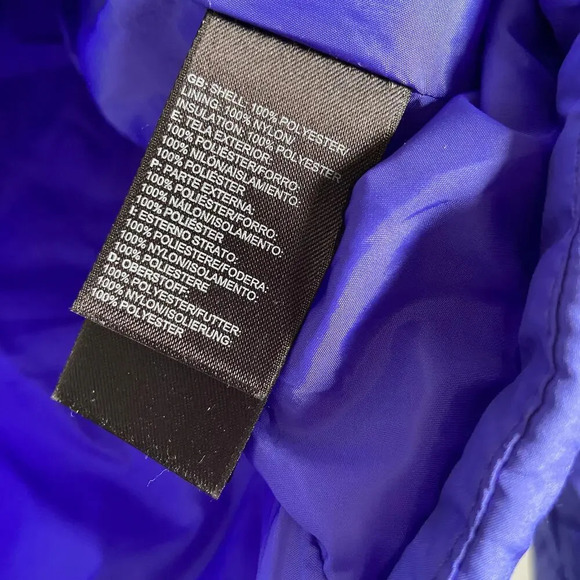 GB: SHELL: 100% POLYESTER/
LINING: 100% NYLON/
INSULATION: 100% POLYESTER
E: TELA EXTERIOR:
100% POLIÉSTER/FORRO:
100% NILÓN/AISLAMIENTO:
100% POLIÉSTER
P: PARTE EXTERNA:
100% POLIÉSTER/FORRO:
100% NÁILON/ISOLAMENTO:
100% POLIÉSTER
I: ESTERNO STRATO:
100% POLIESTERE/FODERA:
100% NYLON/ISOLAMENTO:
100% POLIESTERE
D: OBERSTOFF:
100% POLYESTER/FUTTER:
100% NYLON/ISOLIERUNG:
100% POLYESTER